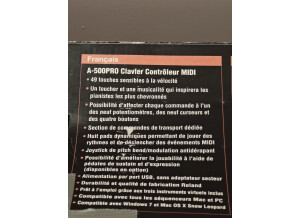 Français
A-500PRO Clavier Contrôleur MIDI
• 49 touches sensibles à la vélocité
• Un toucher et une musicalité qui inspirera les
pianistes les plus chevronnés
• Possibilité d'affecter chaque commande à l'un
des neuf potentiomètres, des neuf curseurs et
des quatre boutons
• Section de commandes de transport dédiée
• Huit pads dynamiques permettant de jouer des
rythmes et de déclencher des événements MIDI
• Joystick de pitch bend/modulation antidérapant
• Possibilité d'améliorer la jouabilité à l'aide de
pédales de sustain et d'expression
(disponibles en option)
• Alimentation par port USB, sans adaptateur secteur
• Durabilité et qualité de fabrication Roland
• Prêt à l'emploi grâce aux trois instruments virtuels inclus
• Compatible avec tous les séquenceurs Mac et PC
• Compatible avec Windows 7 et Mac OS X Snow Leopard